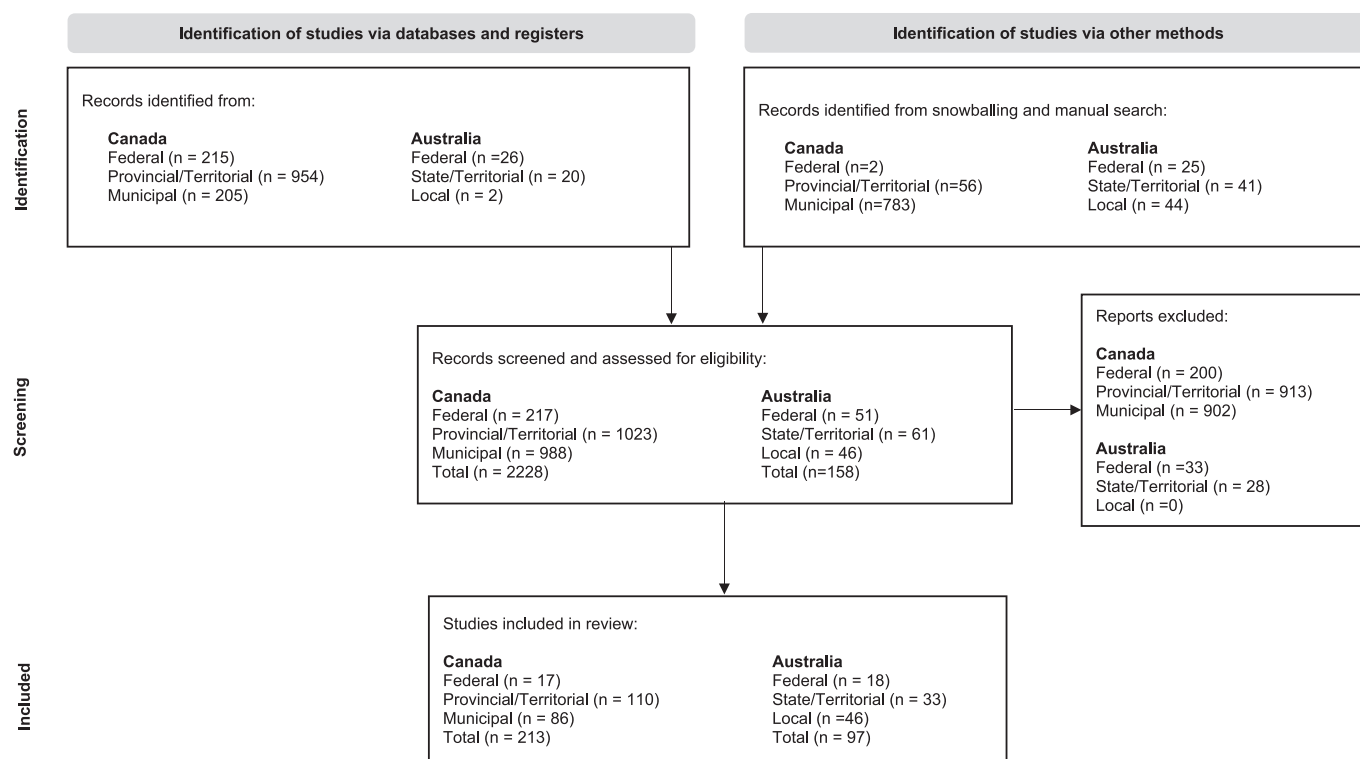 Identification of studies via databases and registers
Identification of studies via other methods
Identification
Records identified from:
Canada
Federal (n = 215)
Provincial/Territorial (n = 954)
Municipal (n = 205)
Australia
Federal (n =26)
State/Territorial (n = 20)
Local (n = 2)
Records identified from snowballing and manual search:
Canada
Federal (n=2)
Provincial/Territorial (n=56)
Municipal (n=783)
Australia
Federal (n = 25)
State/Territorial (n = 41)
Local (n = 44)
Screening
Records screened and assessed for eligibility:
Canada
Federal (n = 217)
Provincial/Territorial (n = 1023)
Municipal (n = 988)
Total (n = 2228)
Australia
Federal (n = 51)
State/Territorial (n = 61)
Local (n = 46)
Total (n=158)
Reports excluded:
Canada
Federal (n = 200)
Provincial/Territorial (n = 913)
Municipal (n = 902)
Australia
Federal (n =33)
State/Territorial (n = 28)
Local (n =0)
Included
Studies included in review:
Canada
Federal (n = 17)
Provincial/Territorial (n = 110)
Municipal (n = 86)
Total (n = 213)
Australia
Federal (n = 18)
State/Territorial (n = 33)
Local (n =46)
Total (n = 97)